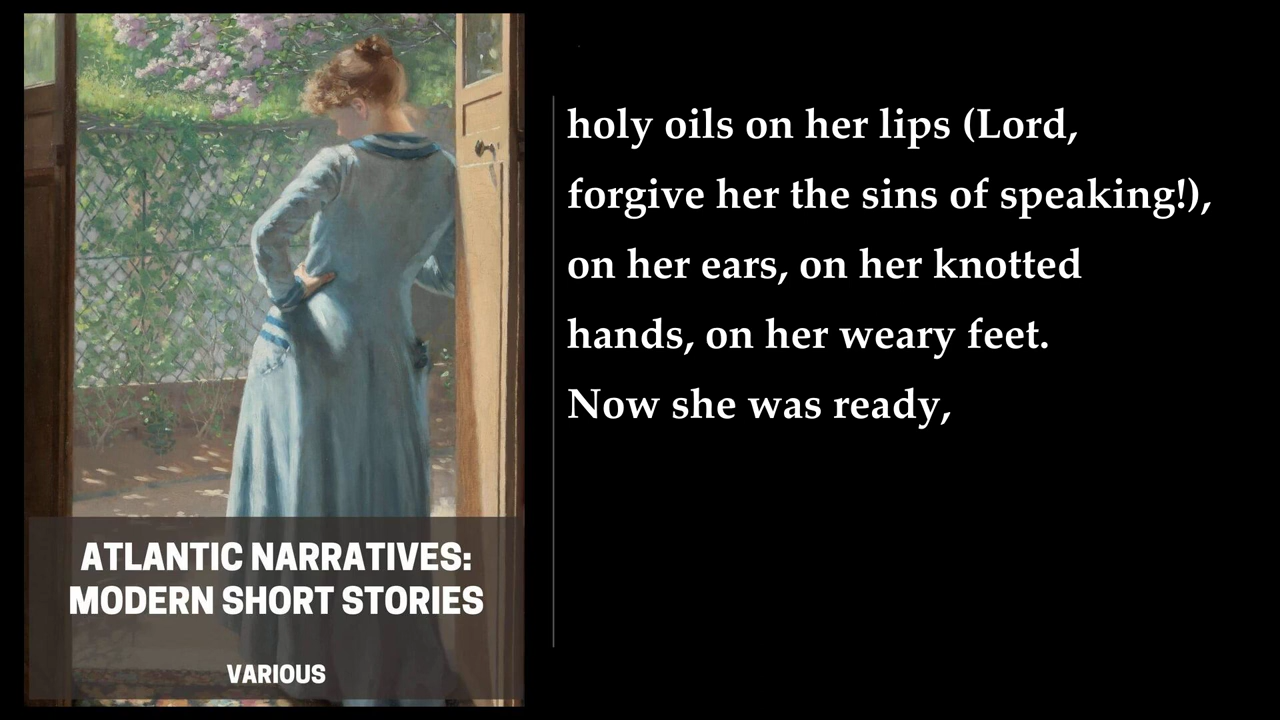 holy oils on her lips (Lord,
forgive her the sins of speaking!),
on her ears, on her knotted
hands, on her weary feet.
Now she was ready,
ATLANTIC NARRATIVES:
MODERN SHORT STORIES
VARIOUS